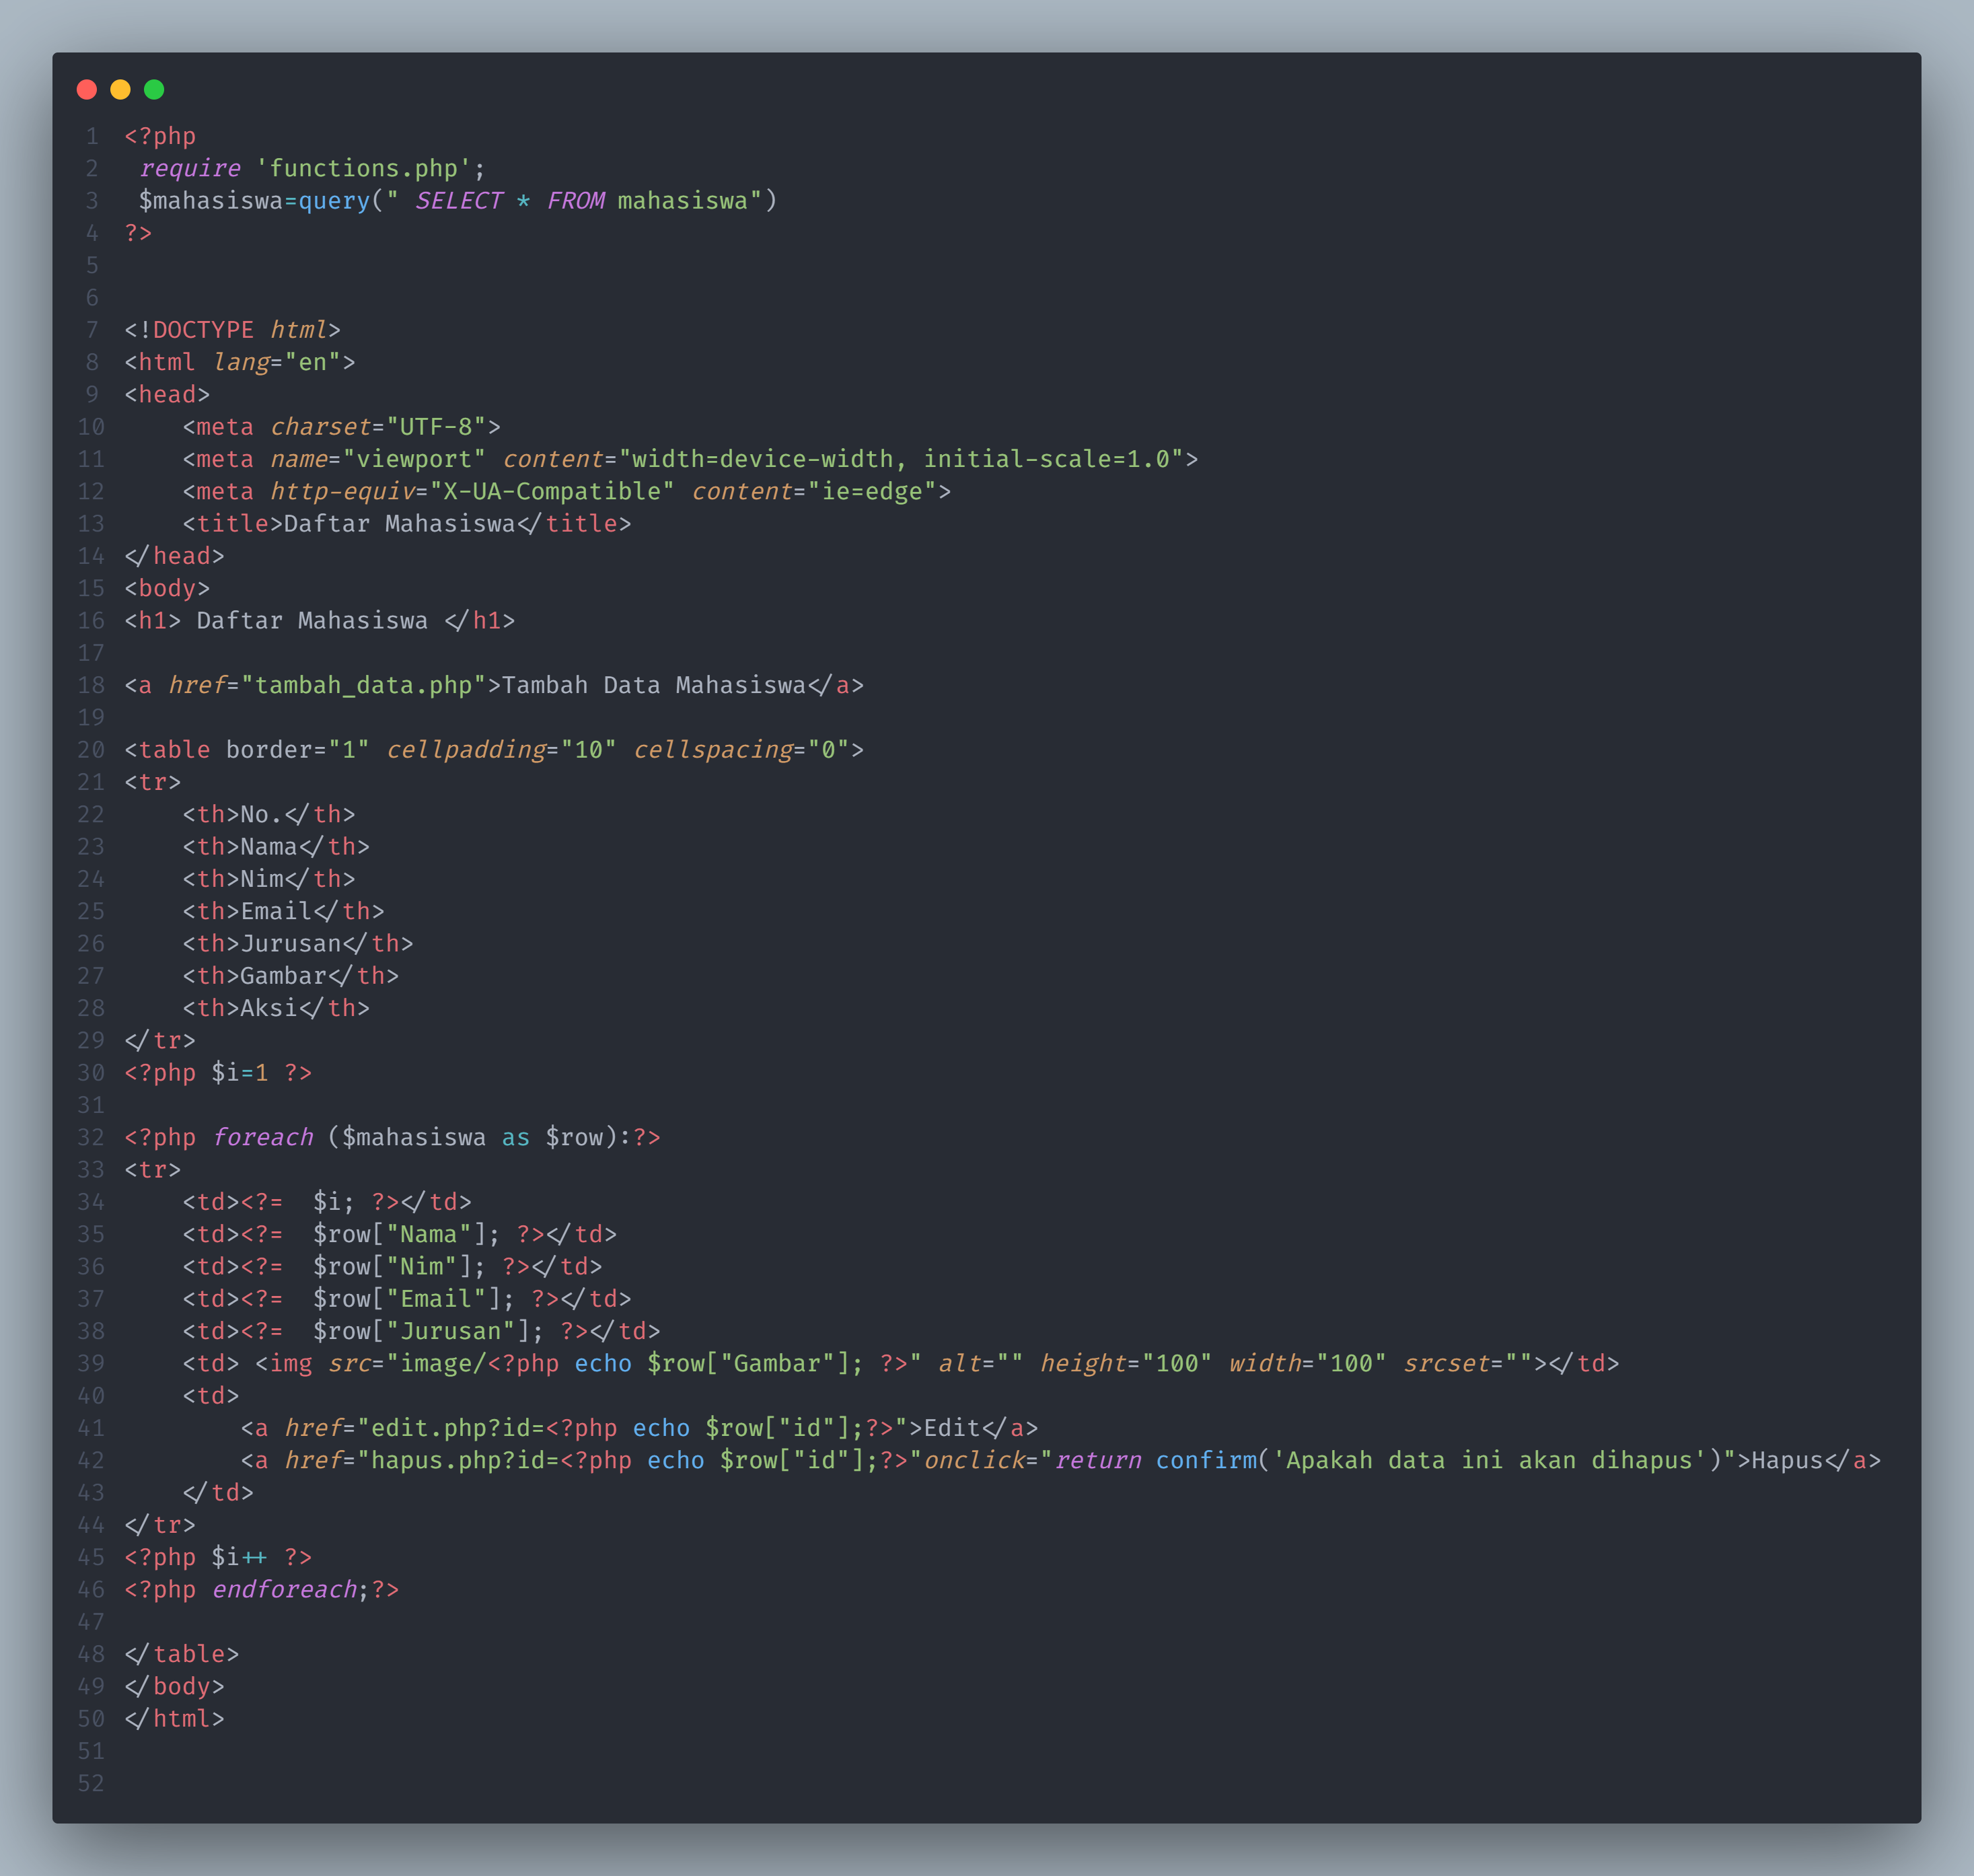 1 <?php
2  require 'functions.php';
3  $mahasiswa=query(" SELECT * FROM mahasiswa")
4 ?>
5
6
7 <!DOCTYPE html>
8 <html lang="en">
9 <head>
10     <meta charset="UTF-8">
11     <meta name="viewport" content="width=device-width, initial-scale=1.0">
12     <meta http-equiv="X-UA-Compatible" content="ie=edge">
13     <title>Daftar Mahasiswa</title>
14 </head>
15 <body>
16 <h1> Daftar Mahasiswa </h1>
17
18 <a href="tambah_data.php">Tambah Data Mahasiswa</a>
19
20 <table border="1" cellpadding="10" cellspacing="0">
21 <tr>
22     <th>No.</th>
23     <th>Nama</th>
24     <th>Nim</th>
25     <th>Email</th>
26     <th>Jurusan</th>
27     <th>Gambar</th>
28     <th>Aksi</th>
29 </tr>
30 <?php $i=1 ?>
31
32 <?php foreach ($mahasiswa as $row):?>
33 <tr>
34     <td><?=  $i; ?></td>
35     <td><?=  $row["Nama"]; ?></td>
36     <td><?=  $row["Nim"]; ?></td>
37     <td><?=  $row["Email"]; ?></td>
38     <td><?=  $row["Jurusan"]; ?></td>
39     <td> <img src="image/<?php echo $row["Gambar"]; ?>" alt="" height="100" width="100" srcset=""></td>
40     <td>
41         <a href="edit.php?id=<?php echo $row["id"];?>">Edit</a>
42         <a href="hapus.php?id=<?php echo $row["id"];?>"onclick="return confirm('Apakah data ini akan dihapus')">Hapus</a>
43     </td>
44 </tr>
45 <?php $i++ ?>
46 <?php endforeach;?>
47
48 </table>
49 </body>
50 </html>
51
52